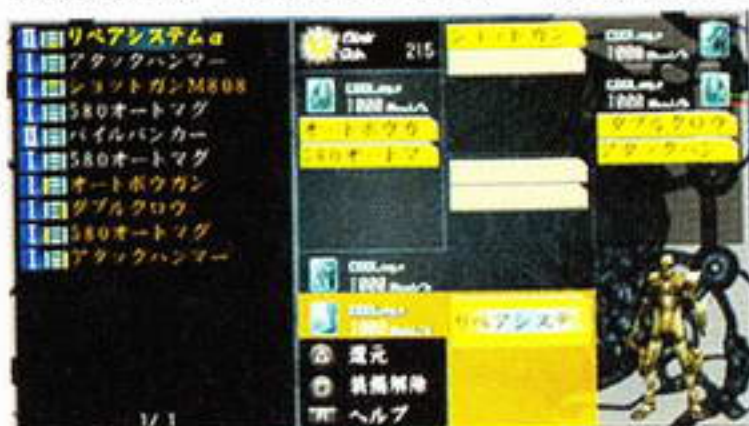 リペアシステムα
アタックハンマー
ショットガンM808
580オートマグ
パイルバンカー
580オートマグ
オートボウガン
ダブルクロウ
580オートマグ
アタックハンマー
1/1
215
ショットガン
1000
1000
1000
オートボウガ
580オートマ
ダブルクロウ
アタックハン
1000
1000
リペアシステ
還元
装備解除
ヘルプ